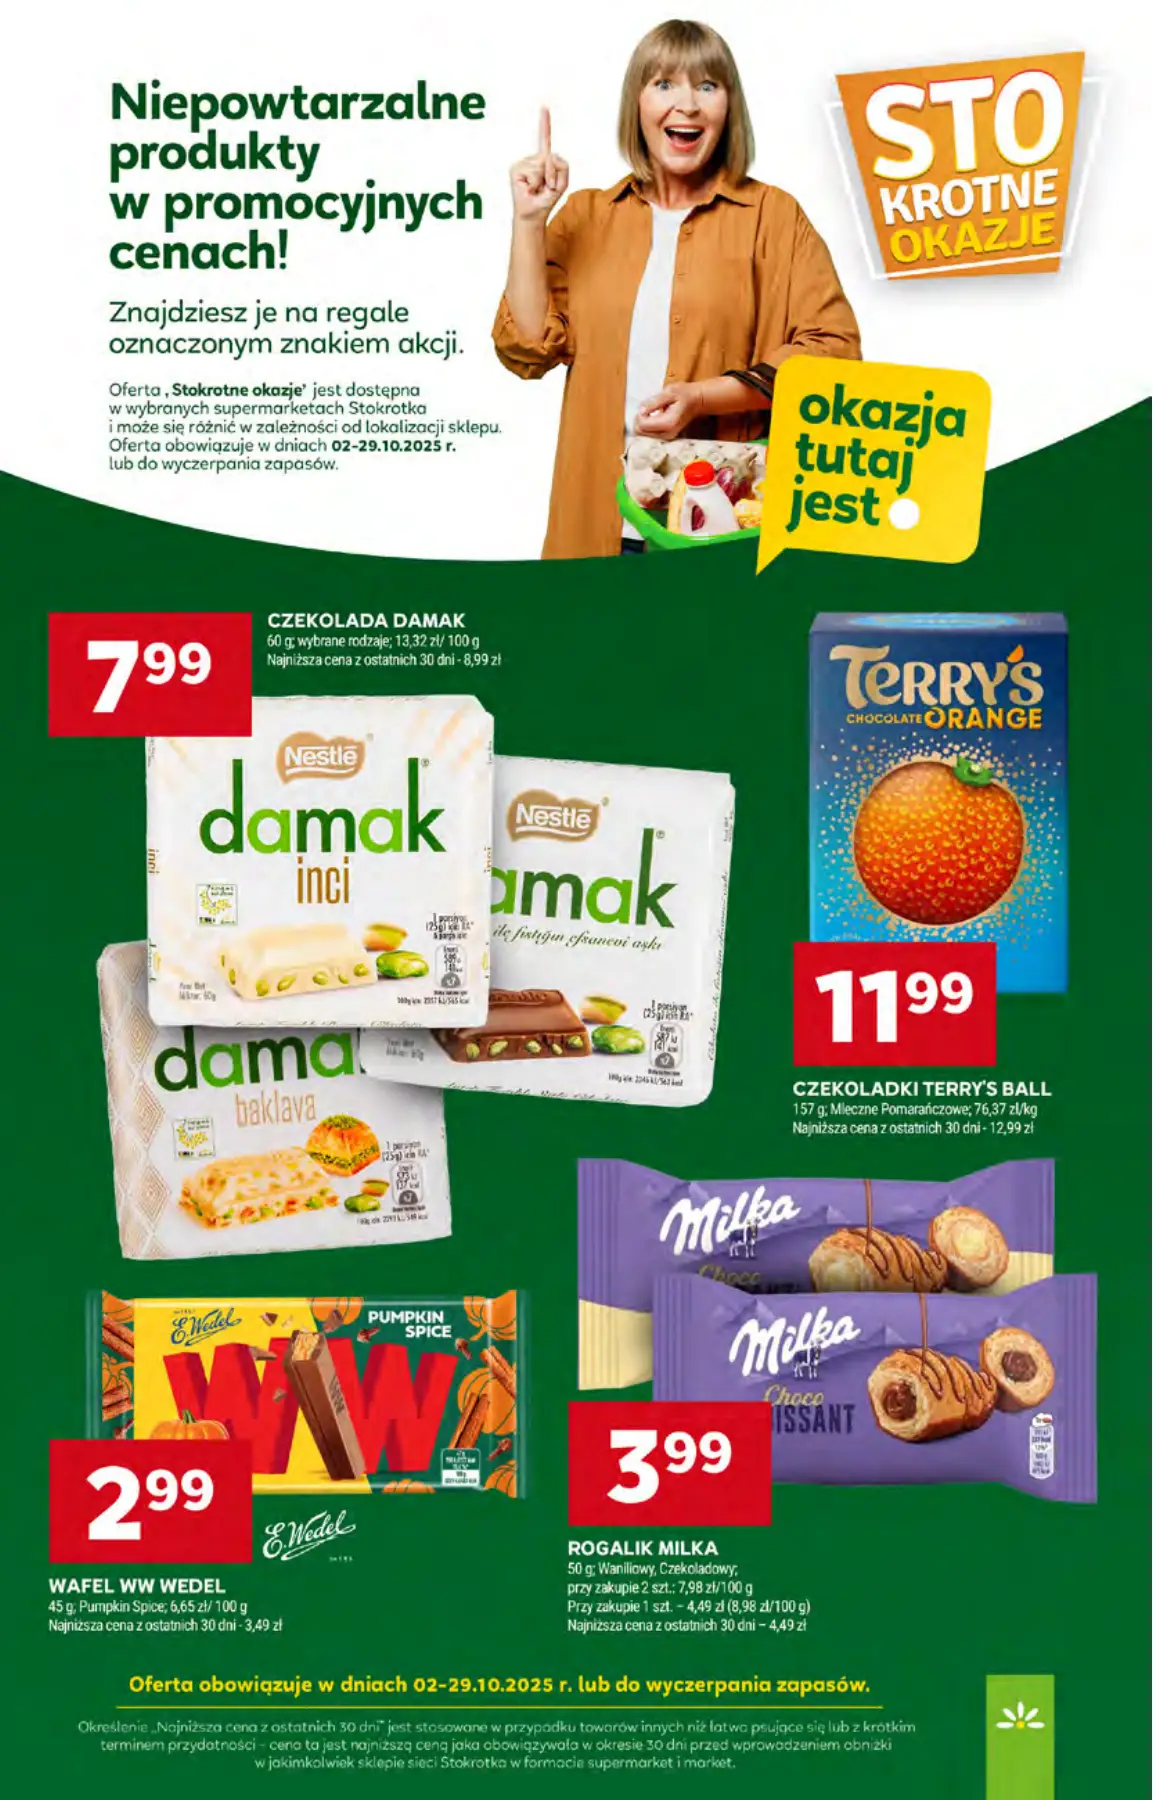 Niepowtarzalne
produkty
w promocyjnych
cenach!
Znajdziesz je na regale
oznaczonym znakiem akcji.
Oferta „Stokrotne okazje" jest dostępna
w wybranych supermarketach Stokrotka
i może się różnić w zależności od lokalizacji sklepu.
Oferta obowiązuje w dniach 02-29.10.2025 r.
lub do wyczerpania zapasów.
STO
KROTNE
OKAZJE
okazja
tutaj
jest
7.99
CZEKOLADA DAMAK
60 g; wybrane rodzaje; 13,32 zł/ 100 g
Najniższa cena z ostatnich 30 dni - 8,99 zł
Nestlé
damak
inci
Nestlé
amak
dama
baklava
TERRY'S
CHOCOLATE ORANGE
11.99
CZEKOLADKI TERRY'S BALL
157 g; Mleczne Pomarańczowe; 76,37 zł/kg
Najniższa cena z ostatnich 30 dni - 12,99 zł
Milka
Choco
Milka
Choco
ISSANT
3.99
ROGALIK MILKA
50 g; Waniliowy, Czekoladowy;
przy zakupie 2 szt.: 7,98 zł/100 g
Przy zakupie 1 szt. – 4,49 zł (8,98 zł/100 g)
Najniższa cena z ostatnich 30 dni – 4,49 zł
E.Wedel
PUMPKIN
SPICE
WW
2.99
E.Wedel
WAFEL WW WEDEL
45 g; Pumpkin Spice; 6,65 zł/ 100 g
Najniższa cena z ostatnich 30 dni - 3,49 zł
Oferta obowiązuje w dniach 02-29.10.2025 r. lub do wyczerpania zapasów.
Określenie „Najniższa cena z ostatnich 30 dni" jest stosowane w przypadku towarów innych niż łatwo psujące się lub z krótkim
terminem przydatności - cena ta jest najniższą ceną jaka obowiązywała w okresie 30 dni przed wprowadzeniem obniżki
w jakimkolwiek sklepie sieci Stokrotka w formacie supermarket i market.